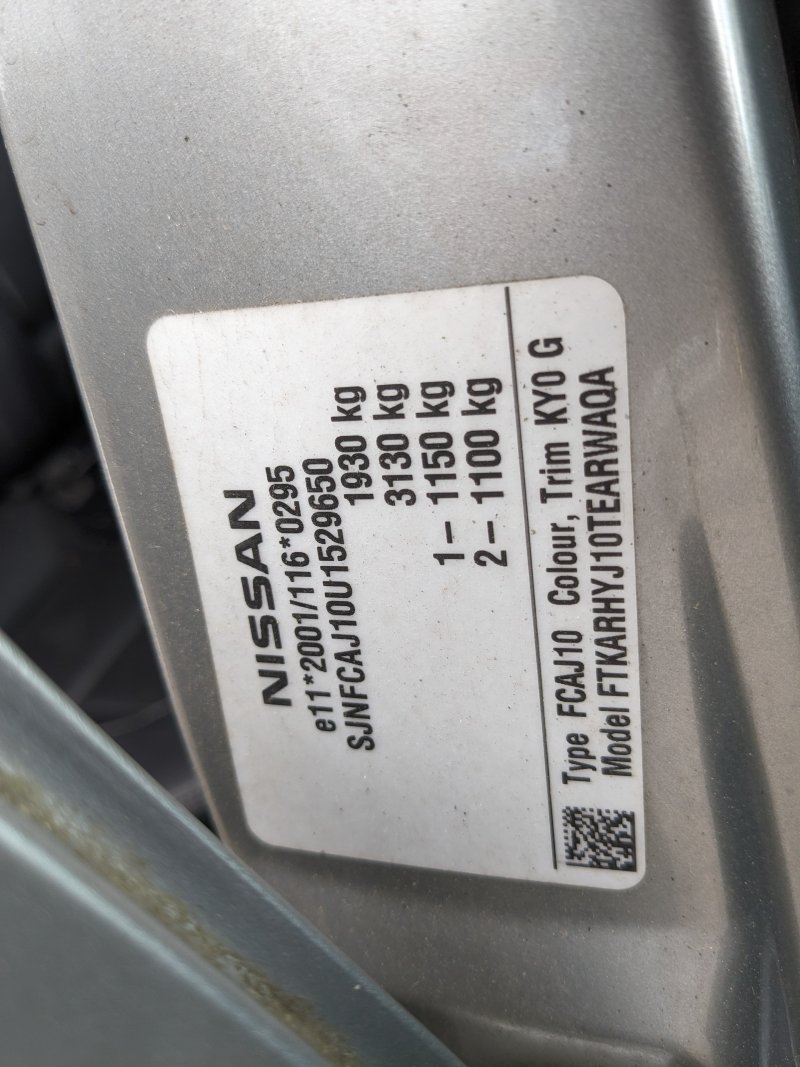 NISSAN
e11*2001/116*0295
SJNFCAJ10U1529650
1930 kg
3130 kg
1– 1150 kg
2– 1100 kg
Type FCAJ10 Colour, Trim KY0 G
Model FTKARHYJ10TEARWAQA